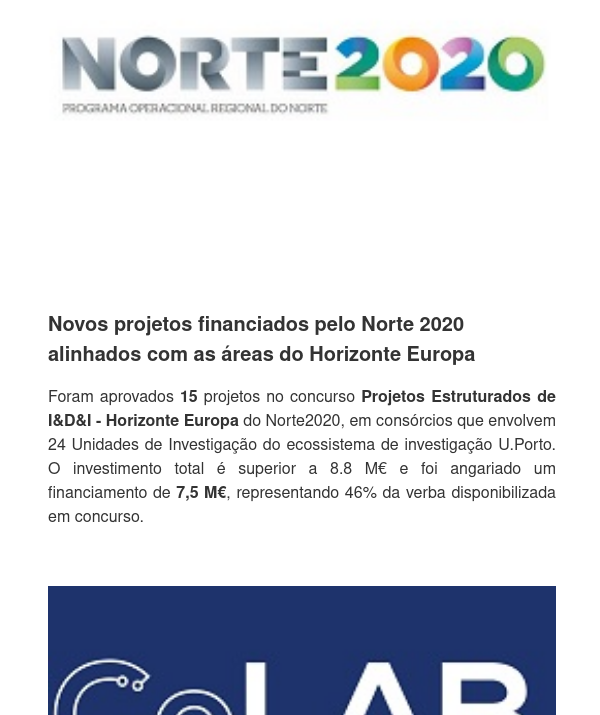 NORTE2020
PROGRAMA OPERACIONAL REGIONAL DO NORTE
Novos projetos financiados pelo Norte 2020
alinhados com as áreas do Horizonte Europa
Foram aprovados 15 projetos no concurso Projetos Estruturados de
I&D&I - Horizonte Europa do Norte2020, em consórcios que envolvem
24 Unidades de Investigação do ecossistema de investigação U.Porto.
O investimento total é superior a 8.8 M€ e foi angariado um
financiamento de 7,5 M€, representando 46% da verba disponibilizada
em concurso.
CoLAB